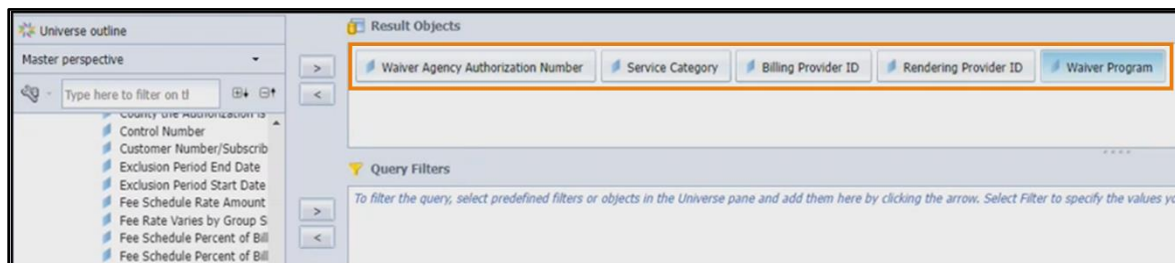 Universe outline
Master perspective
Type here to filter on tl
County the Authorization is
Control Number
Customer Number/Subscrib
Exclusion Period End Date
Exclusion Period Start Date
Fee Schedule Rate Amount
Fee Rate Varies by Group S
Fee Schedule Percent of Bill
Fee Schedule Percent of Bill
>
<
>
<
Result Objects
Waiver Agency Authorization Number Service Category Billing Provider ID Rendering Provider ID Waiver Program
Query Filters
To filter the query, select predefined filters or objects in the Universe pane and add them here by clicking the arrow. Select Filter to specify the values yo